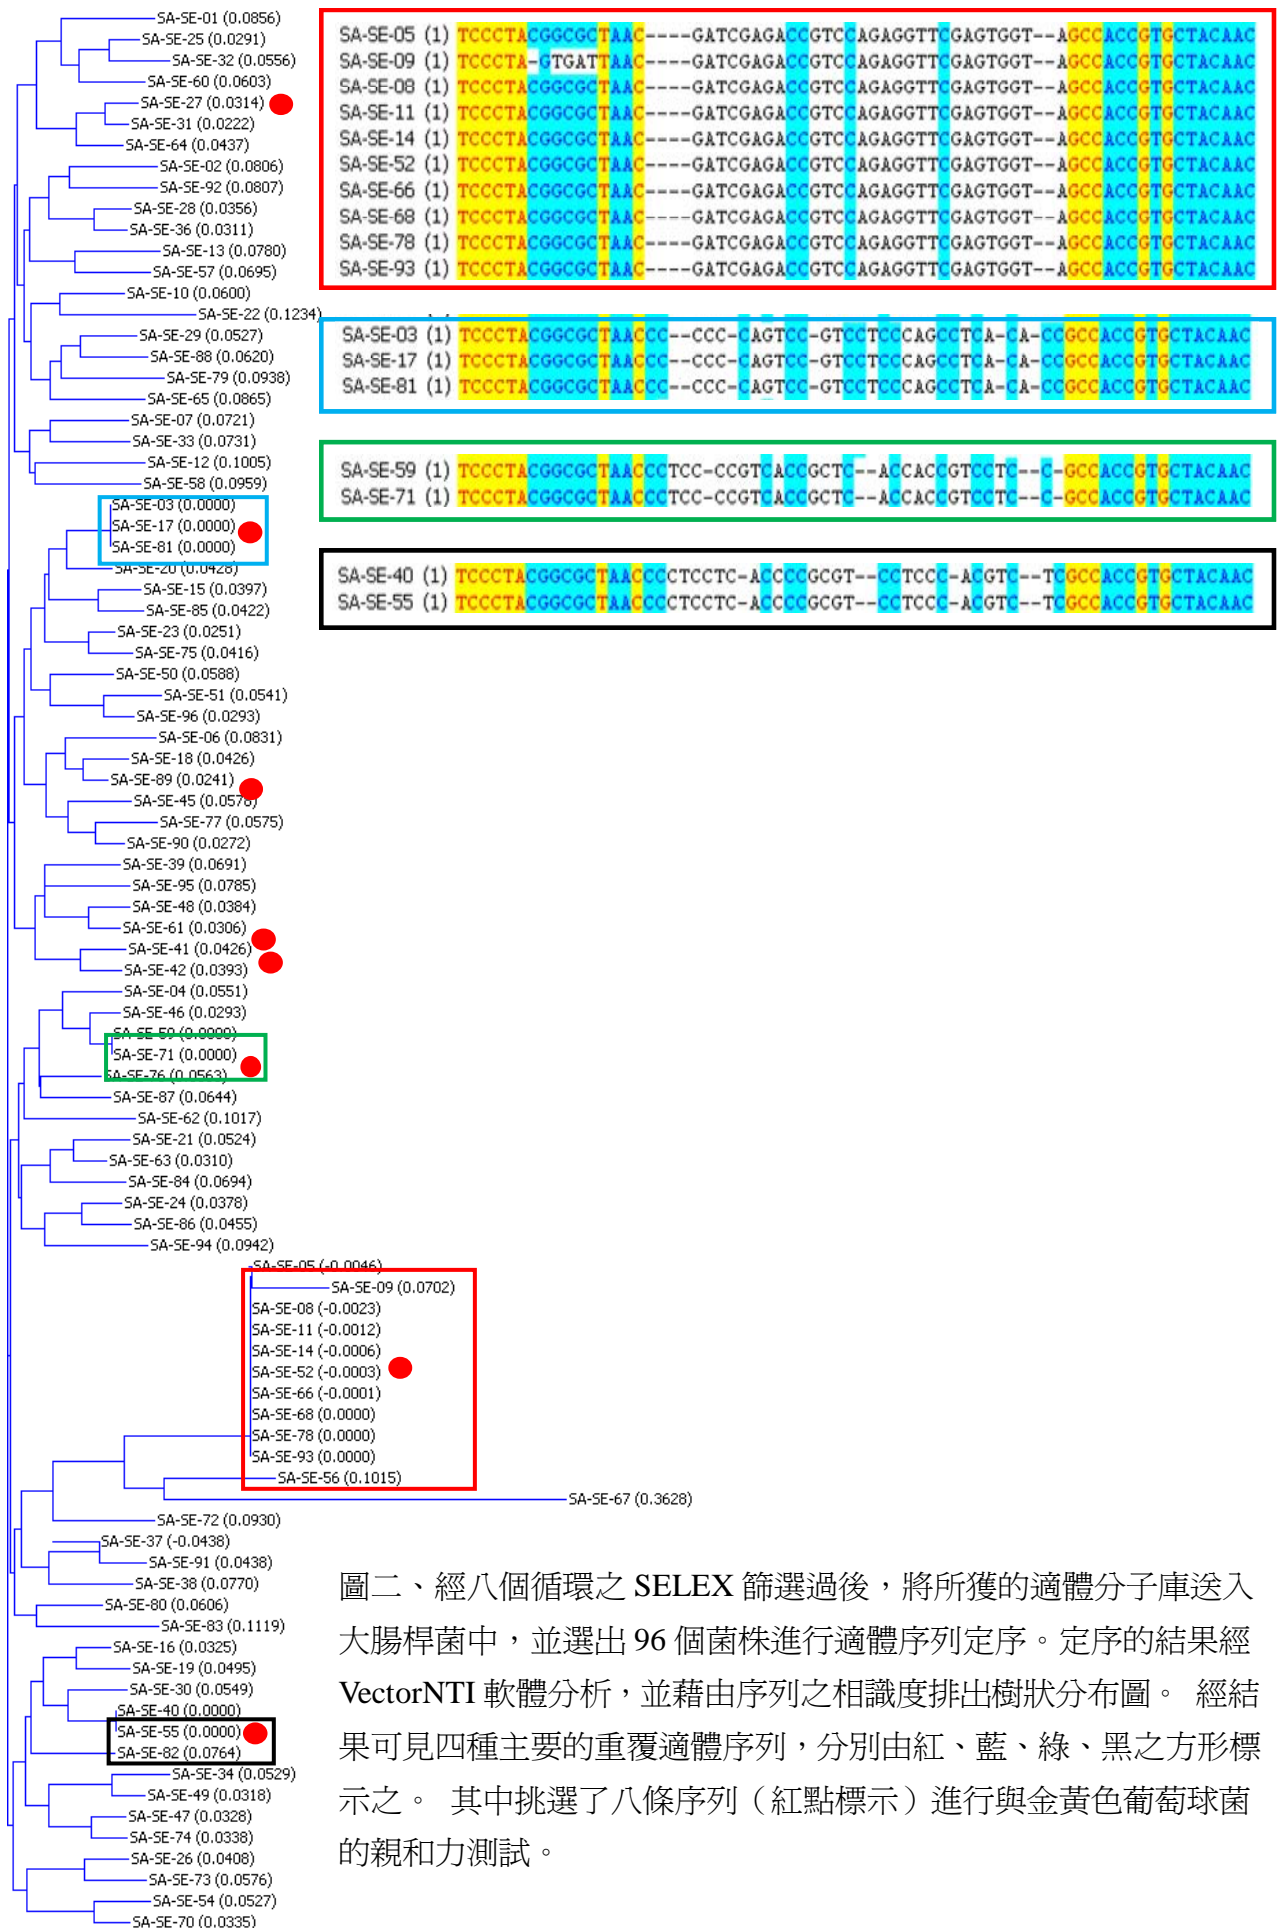 SA-SE-01 (0.0856)
SA-SE-25 (0.0291)
SA-SE-32 (0.0556)
SA-SE-60 (0.0603)
SA-SE-27 (0.0314)
SA-SE-31 (0.0222)
SA-SE-64 (0.0437)
SA-SE-02 (0.0806)
SA-SE-92 (0.0807)
SA-SE-28 (0.0356)
SA-SE-36 (0.0311)
SA-SE-13 (0.0780)
SA-SE-57 (0.0695)
SA-SE-10 (0.0600)
SA-SE-22 (0.1234)
SA-SE-29 (0.0527)
SA-SE-88 (0.0620)
SA-SE-79 (0.0938)
SA-SE-65 (0.0865)
SA-SE-07 (0.0721)
SA-SE-33 (0.0731)
SA-SE-12 (0.1005)
SA-SE-58 (0.0959)
SA-SE-03 (0.0000)
SA-SE-17 (0.0000)
SA-SE-81 (0.0000)
SA-SE-20 (0.0428)
SA-SE-15 (0.0397)
SA-SE-85 (0.0422)
SA-SE-23 (0.0251)
SA-SE-75 (0.0416)
SA-SE-50 (0.0588)
SA-SE-51 (0.0541)
SA-SE-96 (0.0293)
SA-SE-06 (0.0831)
SA-SE-18 (0.0426)
SA-SE-89 (0.0241)
SA-SE-45 (0.0578)
SA-SE-77 (0.0575)
SA-SE-90 (0.0272)
SA-SE-39 (0.0691)
SA-SE-95 (0.0785)
SA-SE-48 (0.0384)
SA-SE-61 (0.0306)
SA-SE-41 (0.0426)
SA-SE-42 (0.0393)
SA-SE-04 (0.0551)
SA-SE-46 (0.0293)
SA-SE-59 (0.0000)
SA-SE-71 (0.0000)
SA-SE-76 (0.0563)
SA-SE-87 (0.0644)
SA-SE-62 (0.1017)
SA-SE-21 (0.0524)
SA-SE-63 (0.0310)
SA-SE-84 (0.0694)
SA-SE-24 (0.0378)
SA-SE-86 (0.0455)
SA-SE-94 (0.0942)
SA-SE-05 (-0.0046)
SA-SE-09 (0.0702)
SA-SE-08 (-0.0023)
SA-SE-11 (-0.0012)
SA-SE-14 (-0.0006)
SA-SE-52 (-0.0003)
SA-SE-66 (-0.0001)
SA-SE-68 (0.0000)
SA-SE-78 (0.0000)
SA-SE-93 (0.0000)
SA-SE-56 (0.1015)
SA-SE-67 (0.3628)
SA-SE-72 (0.0930)
SA-SE-37 (-0.0438)
SA-SE-91 (0.0438)
SA-SE-38 (0.0770)
SA-SE-80 (0.0606)
SA-SE-83 (0.1119)
SA-SE-16 (0.0325)
SA-SE-19 (0.0495)
SA-SE-30 (0.0549)
SA-SE-40 (0.0000)
SA-SE-55 (0.0000)
SA-SE-82 (0.0764)
SA-SE-34 (0.0529)
SA-SE-49 (0.0318)
SA-SE-47 (0.0328)
SA-SE-74 (0.0338)
SA-SE-26 (0.0408)
SA-SE-73 (0.0576)
SA-SE-54 (0.0527)
SA-SE-70 (0.0335)
SA-SE-05 (1) TCCCTACGGCGCTAAC----GATCGAGACCGTCCAGAGGTTCGAGTGGT--AGCCACCGTGCTACAAC
SA-SE-09 (1) TCCCTA-GTGATTAAC----GATCGAGACCGTCCAGAGGTTCGAGTGGT--AGCCACCGTGCTACAAC
SA-SE-08 (1) TCCCTACGGCGCTAAC----GATCGAGACCGTCCAGAGGTTCGAGTGGT--AGCCACCGTGCTACAAC
SA-SE-11 (1) TCCCTACGGCGCTAAC----GATCGAGACCGTCCAGAGGTTCGAGTGGT--AGCCACCGTGCTACAAC
SA-SE-14 (1) TCCCTACGGCGCTAAC----GATCGAGACCGTCCAGAGGTTCGAGTGGT--AGCCACCGTGCTACAAC
SA-SE-52 (1) TCCCTACGGCGCTAAC----GATCGAGACCGTCCAGAGGTTCGAGTGGT--AGCCACCGTGCTACAAC
SA-SE-66 (1) TCCCTACGGCGCTAAC----GATCGAGACCGTCCAGAGGTTCGAGTGGT--AGCCACCGTGCTACAAC
SA-SE-68 (1) TCCCTACGGCGCTAAC----GATCGAGACCGTCCAGAGGTTCGAGTGGT--AGCCACCGTGCTACAAC
SA-SE-78 (1) TCCCTACGGCGCTAAC----GATCGAGACCGTCCAGAGGTTCGAGTGGT--AGCCACCGTGCTACAAC
SA-SE-93 (1) TCCCTACGGCGCTAAC----GATCGAGACCGTCCAGAGGTTCGAGTGGT--AGCCACCGTGCTACAAC
SA-SE-03 (1) TCCCTACGGCGCTAACCC--CCC-CAGTCC-GTCCTCCCAGCCTCA-CA-CCGCCACCGTGCTACAAC
SA-SE-17 (1) TCCCTACGGCGCTAACCC--CCC-CAGTCC-GTCCTCCCAGCCTCA-CA-CCGCCACCGTGCTACAAC
SA-SE-81 (1) TCCCTACGGCGCTAACCC--CCC-CAGTCC-GTCCTCCCAGCCTCA-CA-CCGCCACCGTGCTACAAC
SA-SE-59 (1) TCCCTACGGCGCTAACCCTCC-CCGTCACCGCTC--ACCACCGTCCTC--C-GCCACCGTGCTACAAC
SA-SE-71 (1) TCCCTACGGCGCTAACCCTCC-CCGTCACCGCTC--ACCACCGTCCTC--C-GCCACCGTGCTACAAC
SA-SE-40 (1) TCCCTACGGCGCTAACCCCTCCTC-ACCCCGCGT--CCTCCC-ACGTC--TCGCCACCGTGCTACAAC
SA-SE-55 (1) TCCCTACGGCGCTAACCCCTCCTC-ACCCCGCGT--CCTCCC-ACGTC--TCGCCACCGTGCTACAAC
圖二、經八個循環之 SELEX 篩選過後，將所獲的適體分子庫送入
大腸桿菌中，並選出 96 個菌株進行適體序列定序。定序的結果經
VectorNTI 軟體分析，並藉由序列之相識度排出樹狀分布圖。 經結
果可見四種主要的重覆適體序列，分別由紅、藍、綠、黑之方形標
示之。 其中挑選了八條序列（紅點標示）進行與金黃色葡萄球菌
的親和力測試。